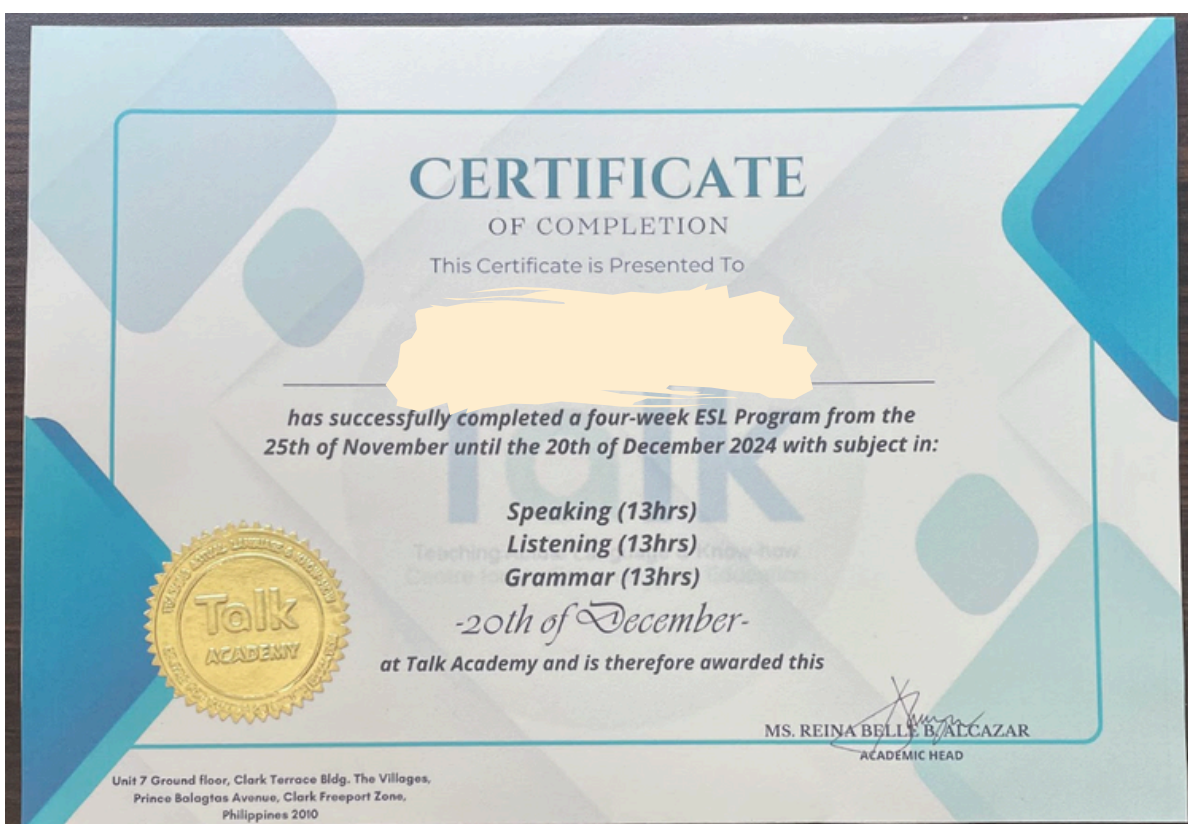 CERTIFICATE
OF COMPLETION
This Certificate is Presented To
has successfully completed a four-week ESL Program from the
25th of November until the 20th of December 2024 with subject in:
Talk
Speaking (13hrs)
Listening (13hrs)
Grammar (13hrs)
-20th of December-
at Talk Academy and is therefore awarded this
Talk
ACADEMY
MS. REINA BELLE B. ALCAZAR
ACADEMIC HEAD
Unit 7 Ground floor, Clark Terrace Bldg. The Villages,
Prince Balagtas Avenue, Clark Freeport Zone,
Philippines 2010